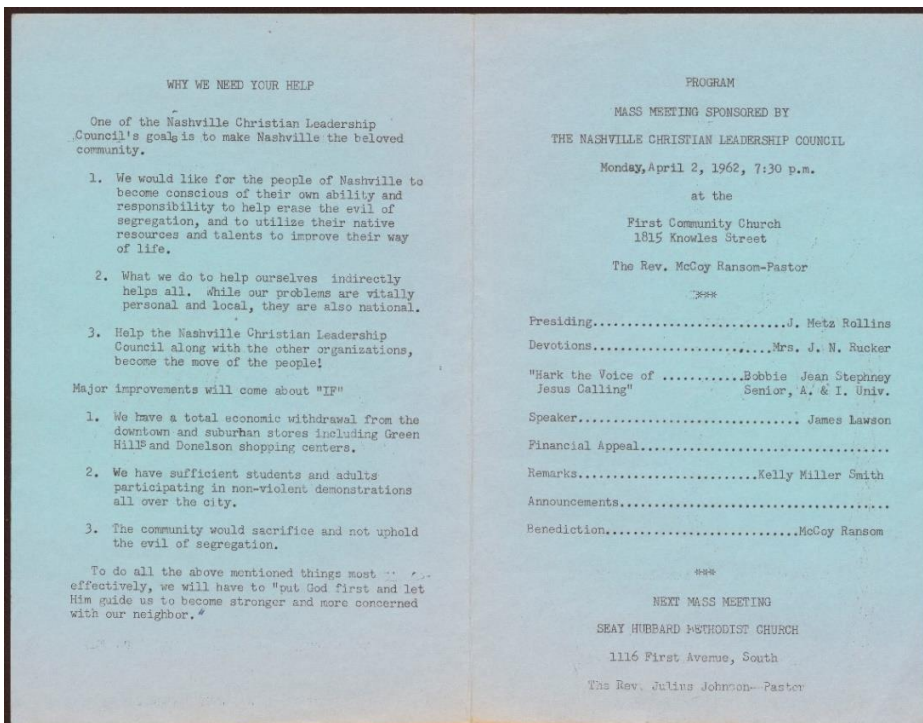 WHY WE NEED YOUR HELP
One of the Nashville Christian Leadership
Council's goals is to make Nashville the beloved
community.
1. We would like for the people of Nashville to
become conscious of their own ability and
responsibility to help erase the evil of
segregation, and to utilize their native
resources and talents to improve their way
of life.
2. What we do to help ourselves indirectly
helps all. While our problems are vitally
personal and local, they are also national.
3. Help the Nashville Christian Leadership
Council along with the other organizations,
become the move of the people!
Major improvements will come about "IF"
1. We have a total economic withdrawal from the
downtown and suburban stores including Green
Hills and Donelson shopping centers.
2. We have sufficient students and adults
participating in non-violent demonstrations
all over the city.
3. The community would sacrifice and not uphold
the evil of segregation.
To do all the above mentioned things most
effectively, we will have to "put God first and let
Him guide us to become stronger and more concerned
with our neighbor."
PROGRAM
MASS MEETING SPONSORED BY
THE NASHVILLE CHRISTIAN LEADERSHIP COUNCIL
Monday, April 2, 1962, 7:30 p.m.
at the
First Community Church
1815 Knowles Street
The Rev. McCoy Ransom-Pastor
***
Presiding............................J. Metz Rollins
Devotions..........................Mrs. J. N. Rucker
"Hark the Voice of ...........Bobbie Jean Stephney
Jesus Calling" Senior, A. & I. Univ.
Speaker............................... James Lawson
Financial Appeal....................................
Remarks.........................Kelly Miller Smith
Announcements.......................................
Benediction............................McCoy Ransom
***
NEXT MASS MEETING
SEAY HUBBARD METHODIST CHURCH
1116 First Avenue, South
The Rev. Julius Johnson-Pastor